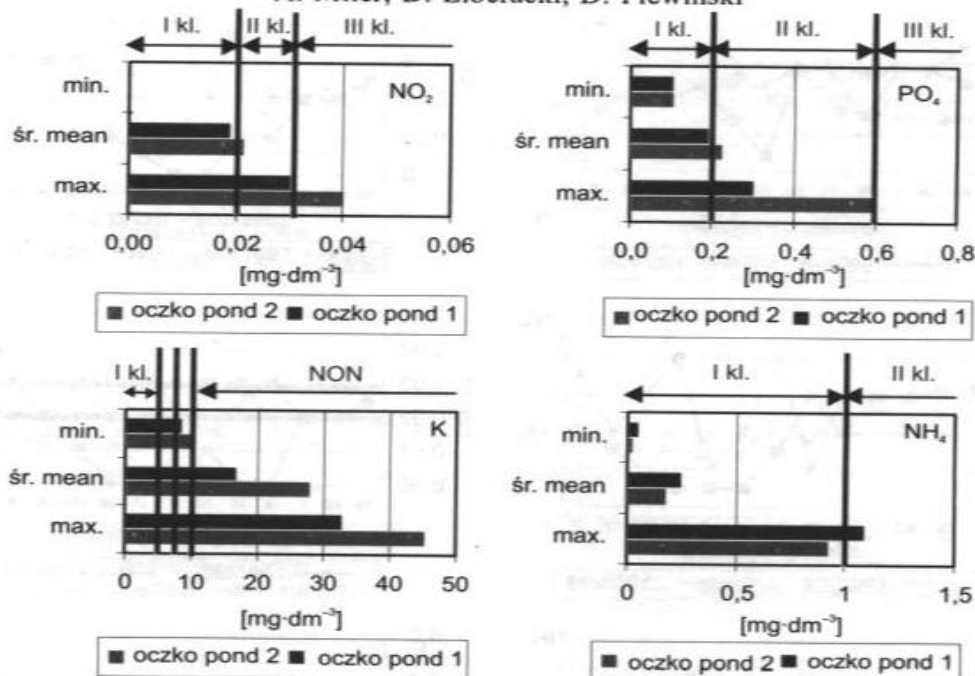 I kl. II kl. III kl.
NO₂
min.
śr. mean
max.
0,00 0,02 0,04 0,06
[mg·dm⁻³]
oczko pond 2 oczko pond 1
I kl. II kl. III kl.
PO₄
min.
śr. mean
max.
0,0 0,2 0,4 0,6 0,8
[mg·dm⁻³]
oczko pond 2 oczko pond 1
I kl. NON
K
min.
śr. mean
max.
0 10 20 30 40 50
[mg·dm⁻³]
oczko pond 2 oczko pond 1
I kl. II kl.
NH₄
min.
śr. mean
max.
0 0,5 1 1,5
[mg·dm⁻³]
oczko pond 2 oczko pond 1